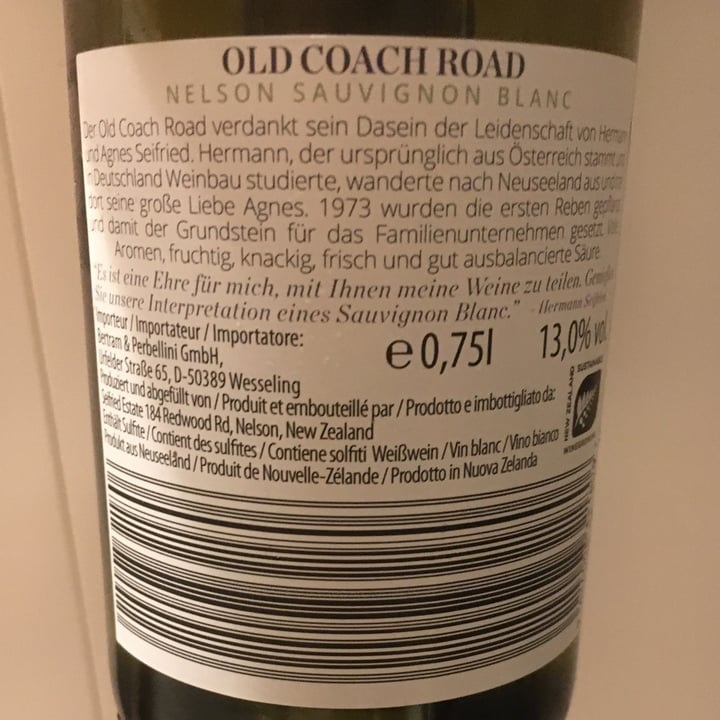 OLD COACH ROAD
NELSON SAUVIGNON BLANC
Der Old Coach Road verdankt sein Dasein der Leidenschaft von
und Agnes Seifried. Hermann, der ursprünglich aus Österreich stammt
Deutschland Weinbau studierte, wanderte nach Neuseeland aus und
dort seine große Liebe Agnes. 1973 wurden die ersten Reben
und damit der Grundstein für das Familienunternehmen gesetzt.
Aromen, fruchtig, knackig, frisch und gut ausbalancierte Säure.
"Es ist eine Ehre für mich, mit Ihnen meine Weine zu teilen.
Sie unsere Interpretation eines Sauvignon Blanc." - Hermann
Importeur / Importateur / Importatore:
Bertram & Perbellini GmbH,
Urfelder Straße 65, D-50389 Wesseling
e 0,75l
13,0% vol.
Produziert und abgefüllt von / Produit et embouteillé par / Prodotto e imbottigliato da:
Seifried Estate 184 Redwood Rd, Nelson, New Zealand
Enthält Sulfite / Contient des sulfites / Contiene solfiti Weißwein / Vin blanc / Vino bianco
Produkt aus Neuseeland / Produit de Nouvelle-Zélande / Prodotto in Nuova Zelanda
NEW ZEALAND
SUSTAINABLE